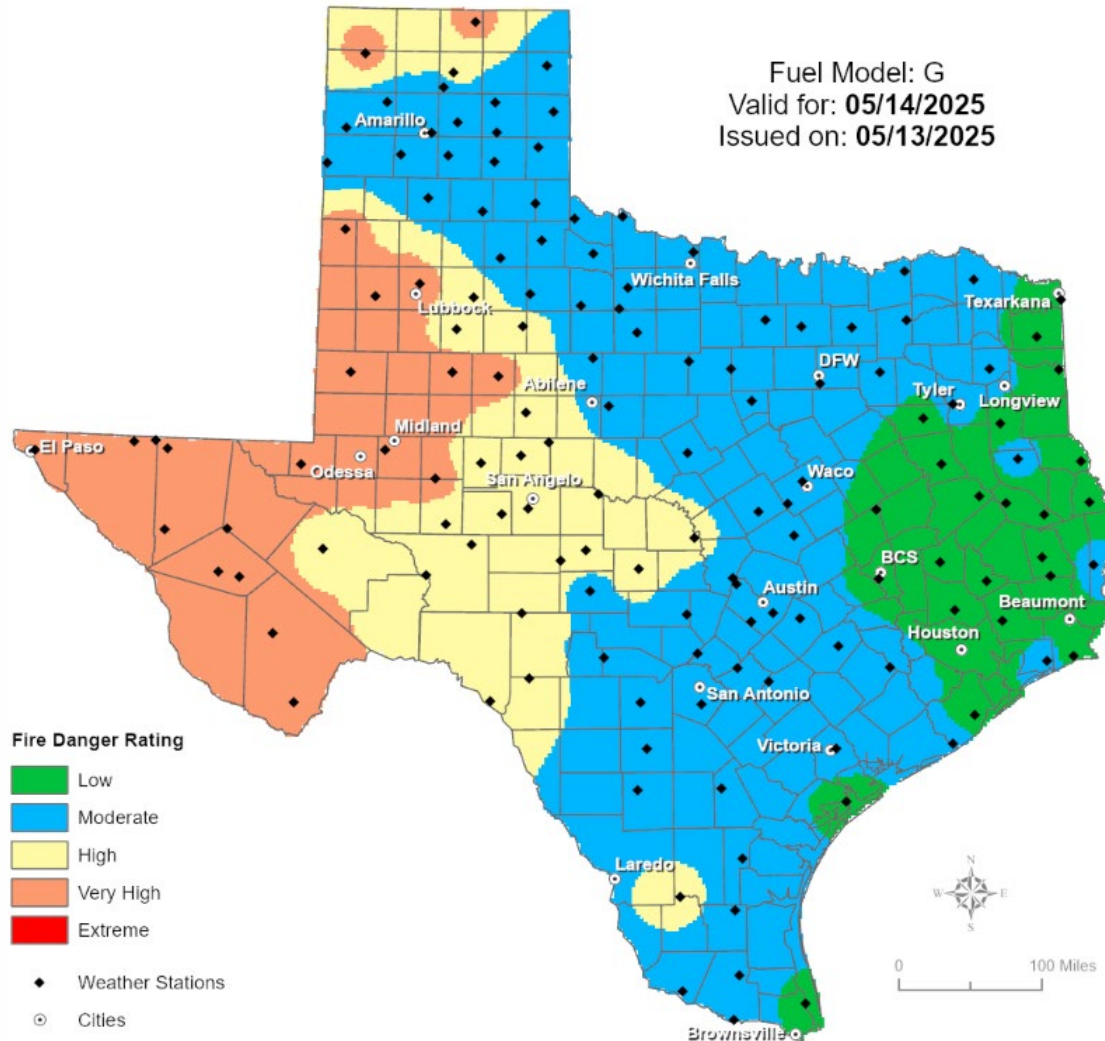 Fuel Model: G
Valid for: 05/14/2025
Issued on: 05/13/2025
Amarillo
Wichita Falls
Lubbock
Texarkana
DFW
Abilene
Tyler
Longview
Midland
El Paso
Odessa
San Angelo
Waco
BCS
Austin
Beaumont
Houston
San Antonio
Victoria
Laredo
Brownsville
Fire Danger Rating
Low
Moderate
High
Very High
Extreme
Weather Stations
Cities
N
W E
S
0 100 Miles